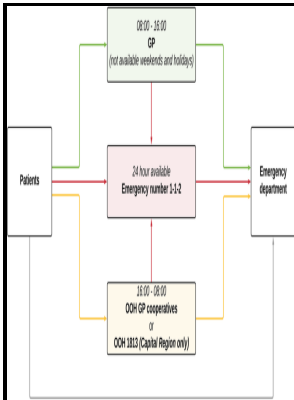 08:00 - 16:00
GP
(not available weekends and holidays)
Patients
24 hour available
Emergency number 1-1-2
Emergency
department
16:00 - 08:00
OOH GP cooperatives
or
OOH 1813 (Capital Region only)